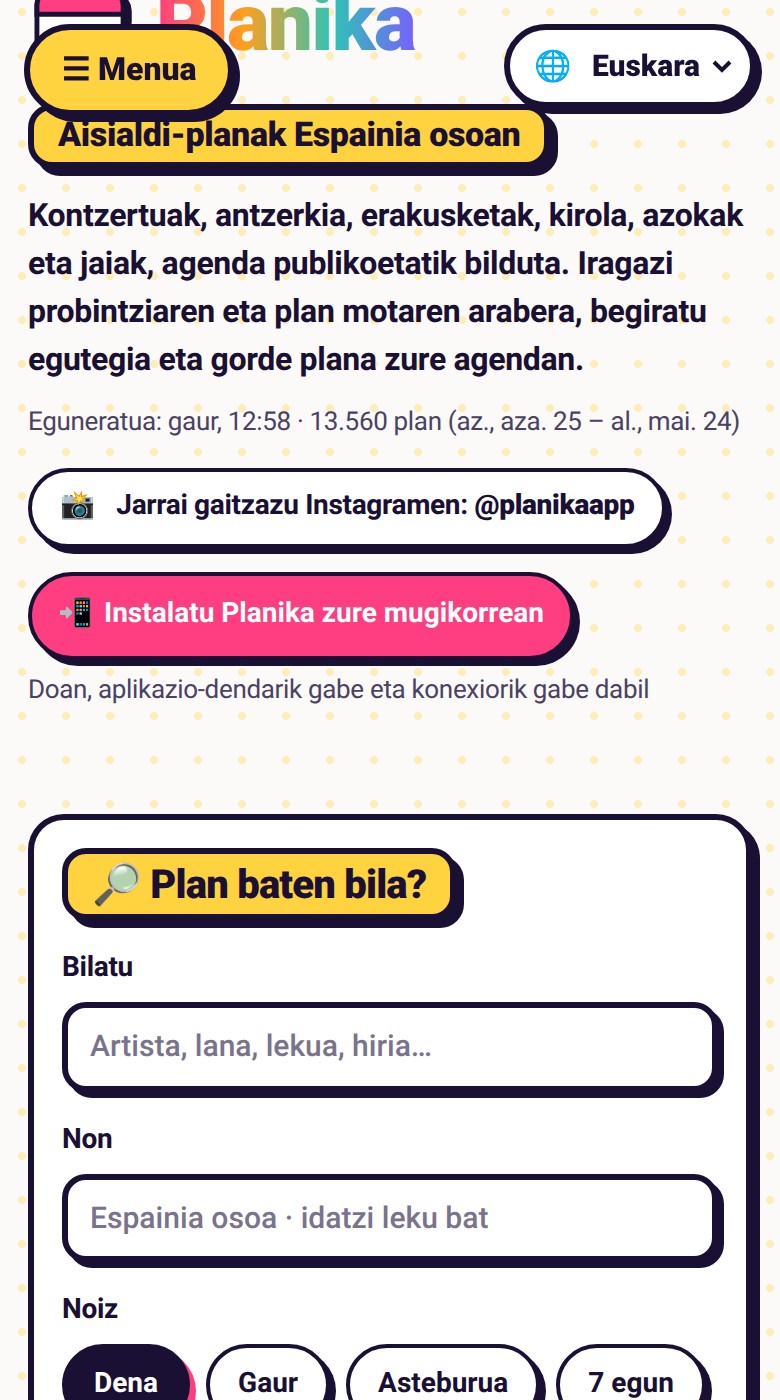 Planika
☰ Menua
Euskara
Aisialdi-planak Espainia osoan
Kontzertuak, antzerkia, erakusketak, kirola, azokak
eta jaiak, agenda publikoetatik bilduta. Iragazi
probintziaren eta plan motaren arabera, begiratu
egutegia eta gorde plana zure agendan.
Eguneratua: gaur, 12:58 · 13.560 plan (az., aza. 25 – al., mai. 24)
Jarrai gaitzazu Instagramen: @planikaapp
Instalatu Planika zure mugikorrean
Doan, aplikazio-dendarik gabe eta konexiorik gabe dabil
Plan baten bila?
Bilatu
Artista, lana, lekua, hiria…
Non
Espainia osoa · idatzi leku bat
Noiz
Dena Gaur Asteburua 7 egun